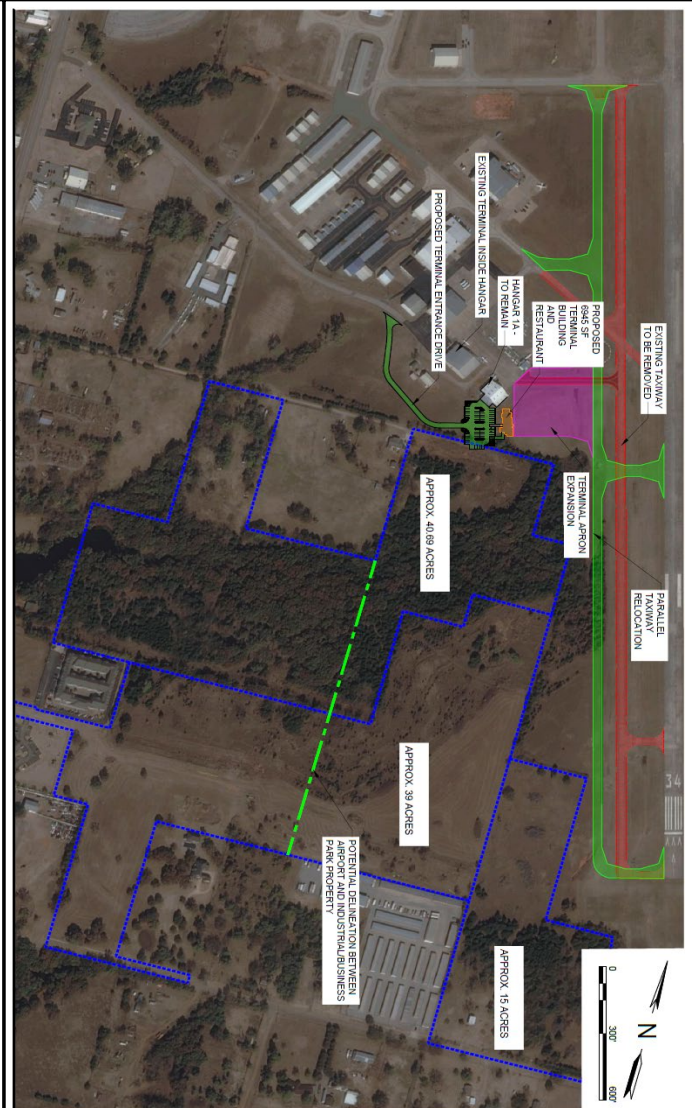 EXISTING TAXIWAY
TO BE REMOVED
PARALLEL
TAXIWAY
RELOCATION
34
N
0 300' 600'
PROPOSED
6945 SF
TERMINAL
BUILDING
AND
RESTAURANT
TERMINAL APRON
EXPANSION
HANGAR 1A -
TO REMAIN
EXISTING TERMINAL INSIDE HANGAR
PROPOSED TERMINAL ENTRANCE DRIVE
APPROX. 40.69 ACRES
APPROX. 39 ACRES
APPROX. 15 ACRES
POTENTIAL DELINEATION BETWEEN
AIRPORT AND INDUSTRIAL/BUSINESS
PARK PROPERTY